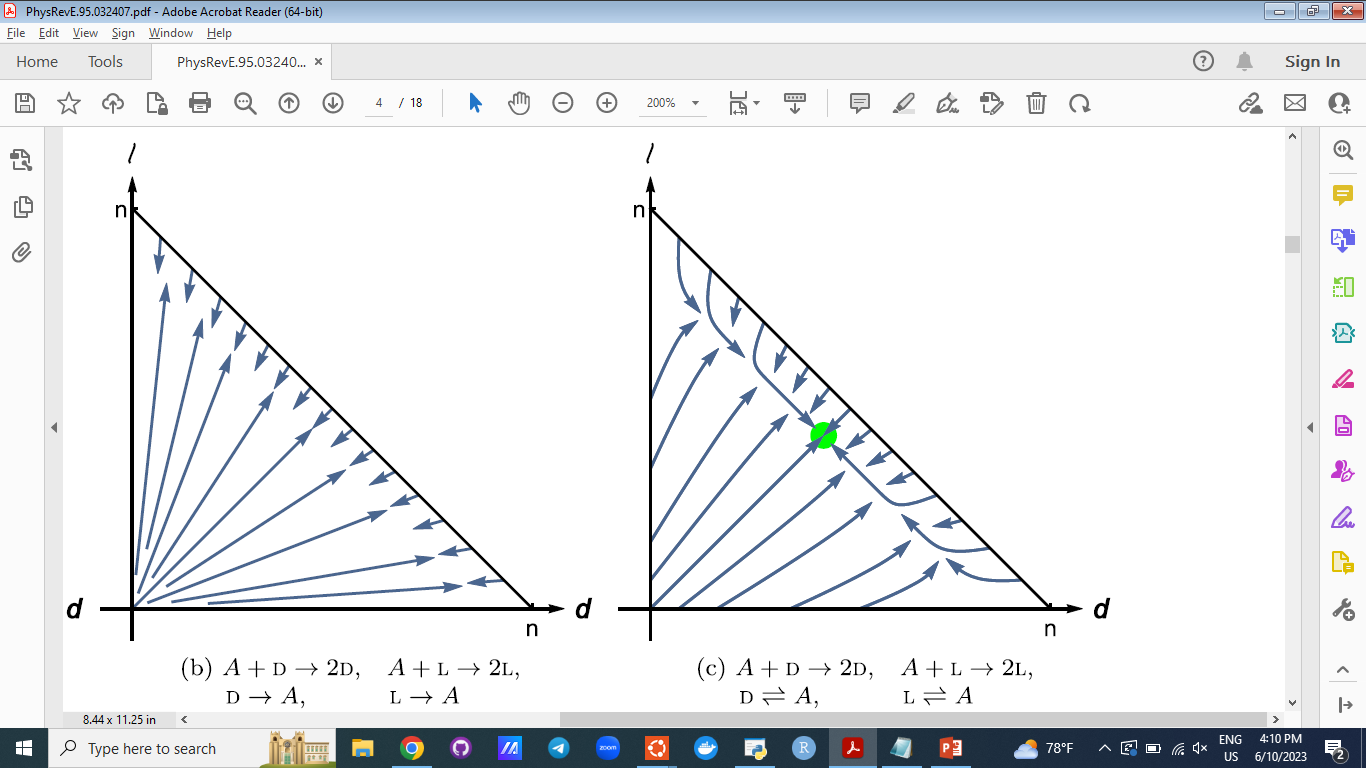 PhysRevE.95.032407.pdf - Adobe Acrobat Reader (64-bit)
File Edit View Sign Window Help
Home Tools PhysRevE.95.03240... × Sign In
4 / 18 200%
l l
n n
d d d
n n
(b) A + D → 2D, A + L → 2L,
D → A, L → A
(c) A + D → 2D, A + L → 2L,
D ⇌ A, L ⇌ A
8.44 x 11.25 in
Type here to search
78°F
ENG
US
4:10 PM
6/10/2023
2